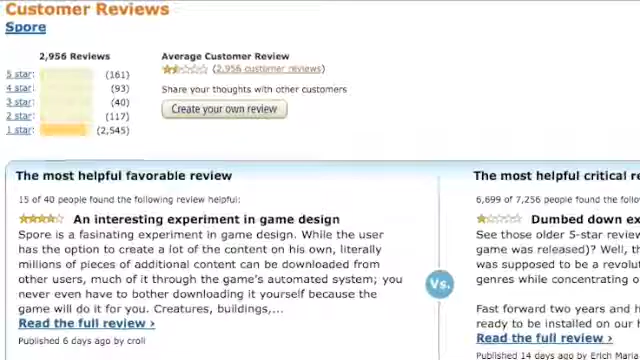 Customer Reviews
Spore
2,956 Reviews
5 star: (161)
4 star: (93)
3 star: (40)
2 star: (117)
1 star: (2,545)
Average Customer Review
(2,956 customer reviews)
Share your thoughts with other customers
Create your own review
The most helpful favorable review
15 of 40 people found the following review helpful:
An interesting experiment in game design
Spore is a fasinating experiment in game design. While the user
has the option to create a lot of the content on his own, literally
millions of pieces of additional content can be downloaded from
other users, much of it through the game's automated system; you
never even have to bother downloading it yourself because the
game will do it for you. Creatures, buildings,...
Read the full review ›
Published 6 days ago by croli
Vs.
The most helpful critical re
6,699 of 7,256 people found the follo
Dumbed down ex
See those older 5-star review
game was released)? Well, th
was supposed to be a revolut
genres while concentrating o
Fast forward two years and h
ready to be installed on our h
Read the full review ›
Published 14 days ago by Erich Maria